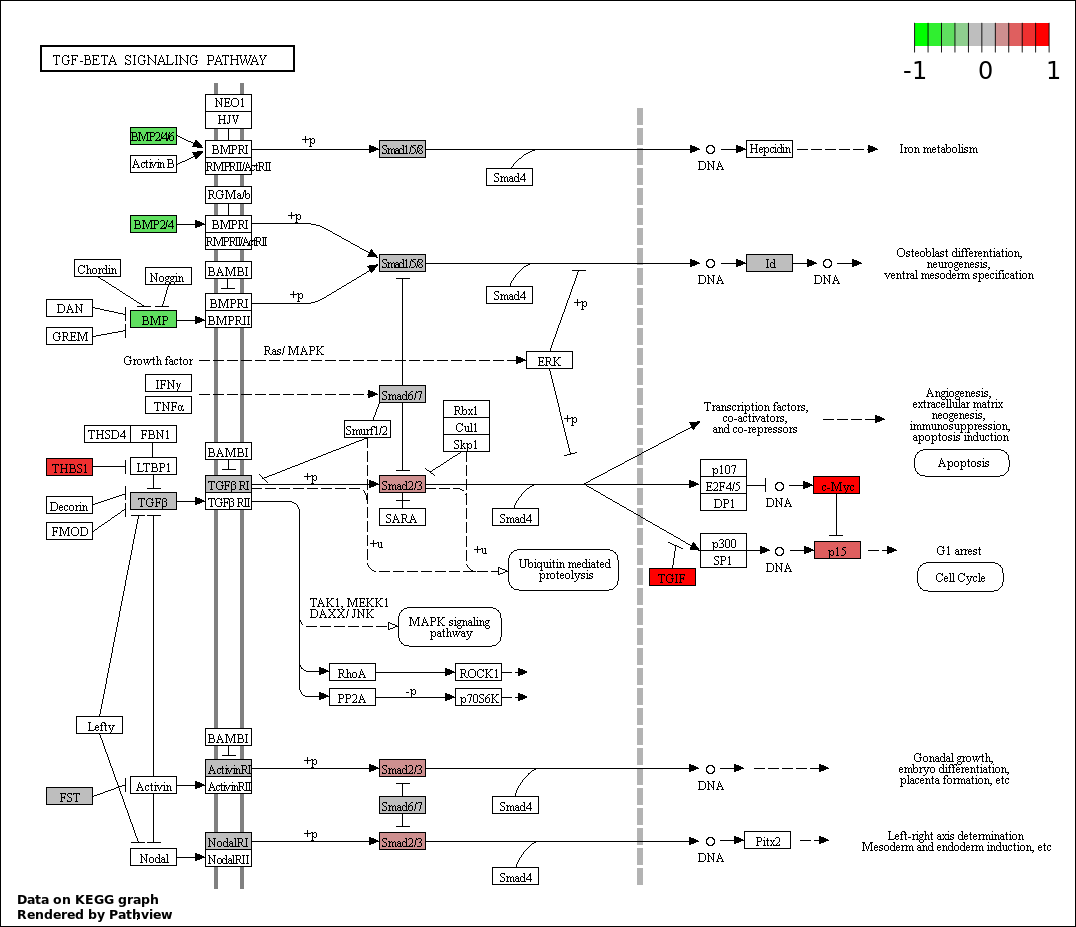 -1 0 1
TGF-BETA SIGNALING PATHWAY
NEO1
HJV
BMP2/4/6
Activin B
BMPRI
RMPRII/ActRII
+p
Smad1/5/8
Smad4
DNA
Hepcidin
Iron metabolism
RGMa/b
BMP2/4
BMPRI
RMPRII/ActRII
+p
Smad1/5/8
Smad4
DNA
Id
DNA
Osteoblast differentiation,
neurogenesis,
ventral mesoderm specification
Chordin
Noggin
BAMBI
DAN
GREM
BMP
BMPRI
BMPRII
+p
+p
Growth factor
Ras/ MAPK
ERK
IFNγ
TNFα
Smad6/7
+p
Rbx1
Cul1
Skp1
Smurf1/2
Transcription factors,
co-activators,
and co-repressors
Angiogenesis,
extracellular matrix
neogenesis,
immunosuppression,
apoptosis induction
Apoptosis
THSD4
FBN1
BAMBI
THBS1
LTBP1
Decorin
FMOD
TGFβ
TGFβ RI
TGFβ RII
+p
Smad2/3
SARA
Smad4
p107
E2F4/5
DP1
DNA
c-Myc
+u
+u
Ubiquitin mediated
proteolysis
TGIF
p300
SP1
DNA
p15
G1 arrest
Cell Cycle
TAK1, MEKK1
DAXX/ JNK
MAPK signaling
pathway
RhoA
ROCK1
PP2A
-p
p70S6K
Lefty
BAMBI
FST
Activin
ActivinRI
ActivinRII
+p
Smad2/3
Smad4
DNA
Gonadal growth,
embryo differentiation,
placenta formation, etc
Smad6/7
Nodal
NodalRI
NodalRII
+p
Smad2/3
Smad4
DNA
Pitx2
Left-right axis determination
Mesoderm and endoderm induction, etc
Data on KEGG graph
Rendered by Pathview